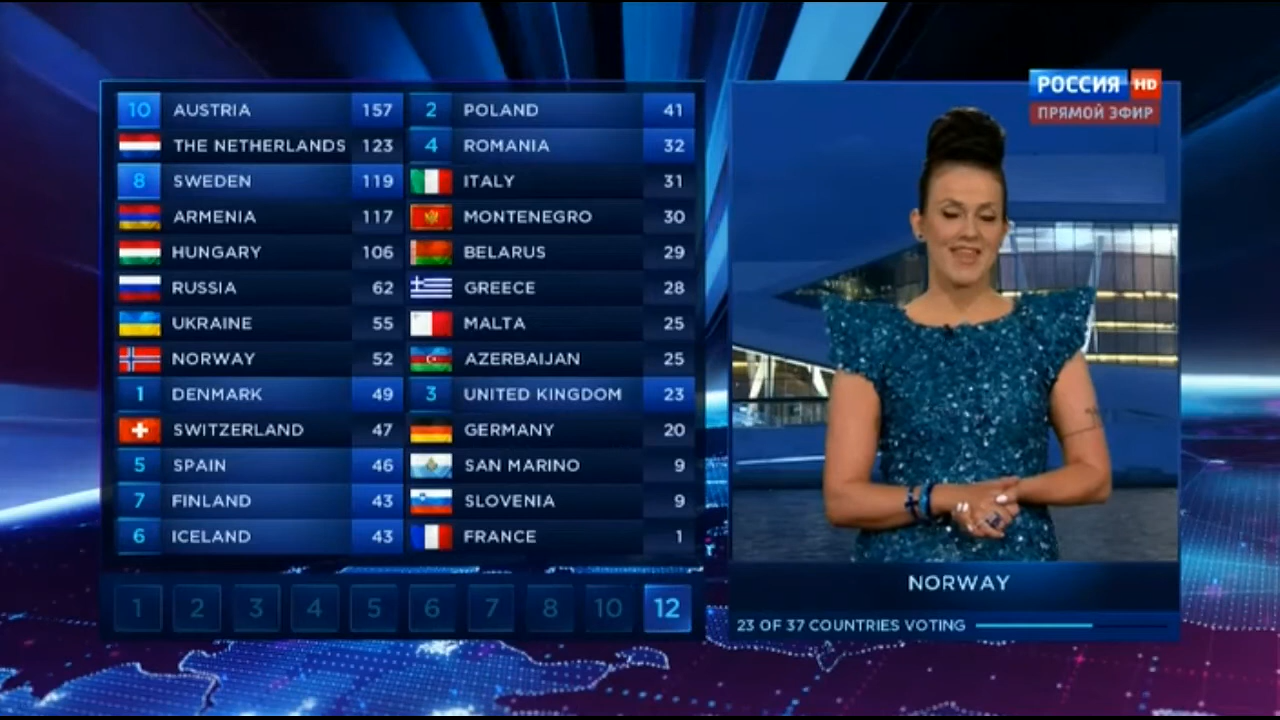 РОССИЯ HD
ПРЯМОЙ ЭФИР
10 AUSTRIA 157
THE NETHERLANDS 123
8 SWEDEN 119
ARMENIA 117
HUNGARY 106
RUSSIA 62
UKRAINE 55
NORWAY 52
1 DENMARK 49
SWITZERLAND 47
5 SPAIN 46
7 FINLAND 43
6 ICELAND 43
2 POLAND 41
4 ROMANIA 32
ITALY 31
MONTENEGRO 30
BELARUS 29
GREECE 28
MALTA 25
AZERBAIJAN 25
3 UNITED KINGDOM 23
GERMANY 20
SAN MARINO 9
SLOVENIA 9
FRANCE 1
1 2 3 4 5 6 7 8 10 12
NORWAY
23 OF 37 COUNTRIES VOTING